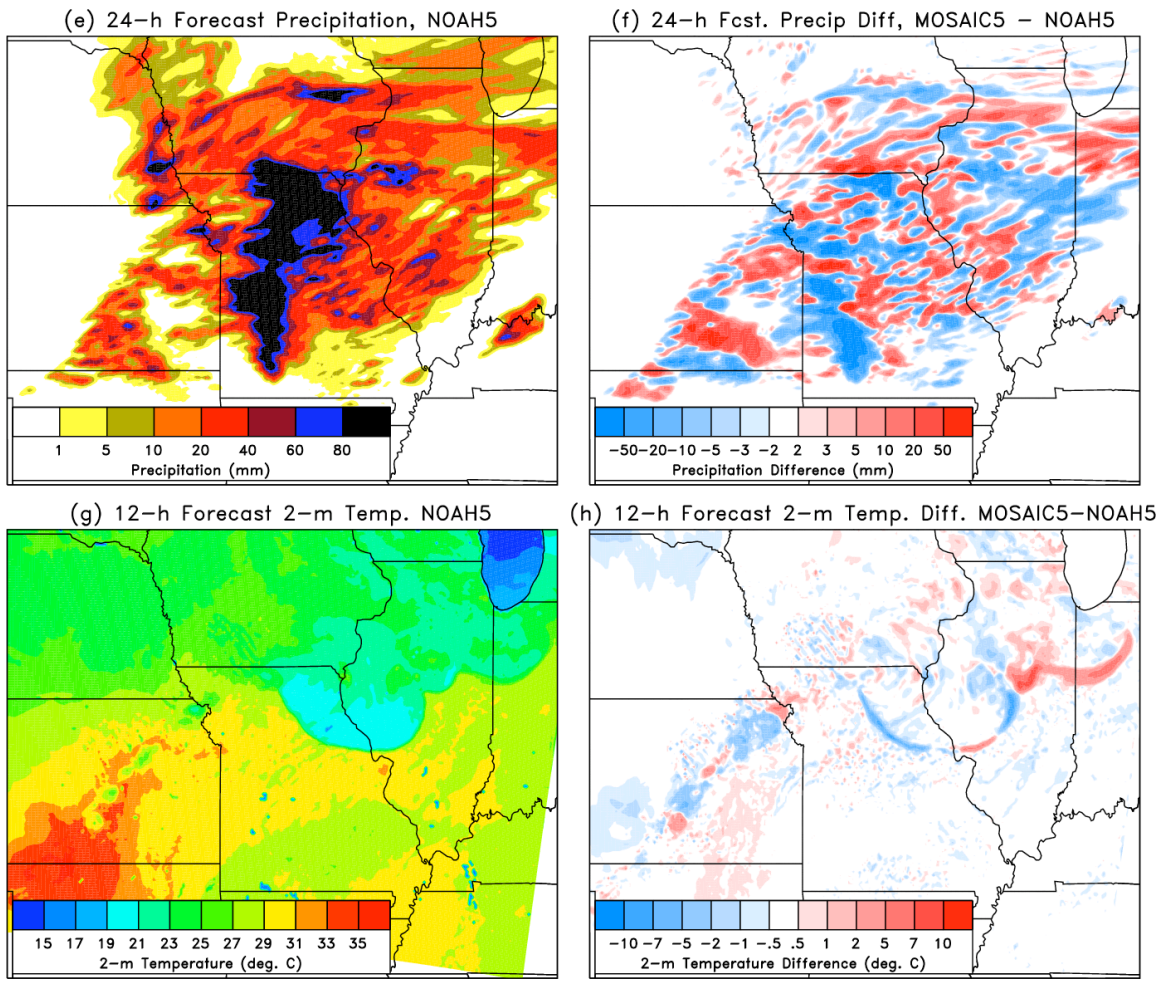 (e) 24-h Forecast Precipitation, NOAH5
(f) 24-h Fcst. Precip Diff, MOSAIC5 - NOAH5
1 5 10 20 40 60 80
Precipitation (mm)
-50 -20 -10 -5 -3 -2 2 3 5 10 20 50
Precipitation Difference (mm)
(g) 12-h Forecast 2-m Temp. NOAH5
(h) 12-h Forecast 2-m Temp. Diff. MOSAIC5-NOAH5
15 17 19 21 23 25 27 29 31 33 35
2-m Temperature (deg. C)
-10 -7 -5 -2 -1 -.5 .5 1 2 5 7 10
2-m Temperature Difference (deg. C)